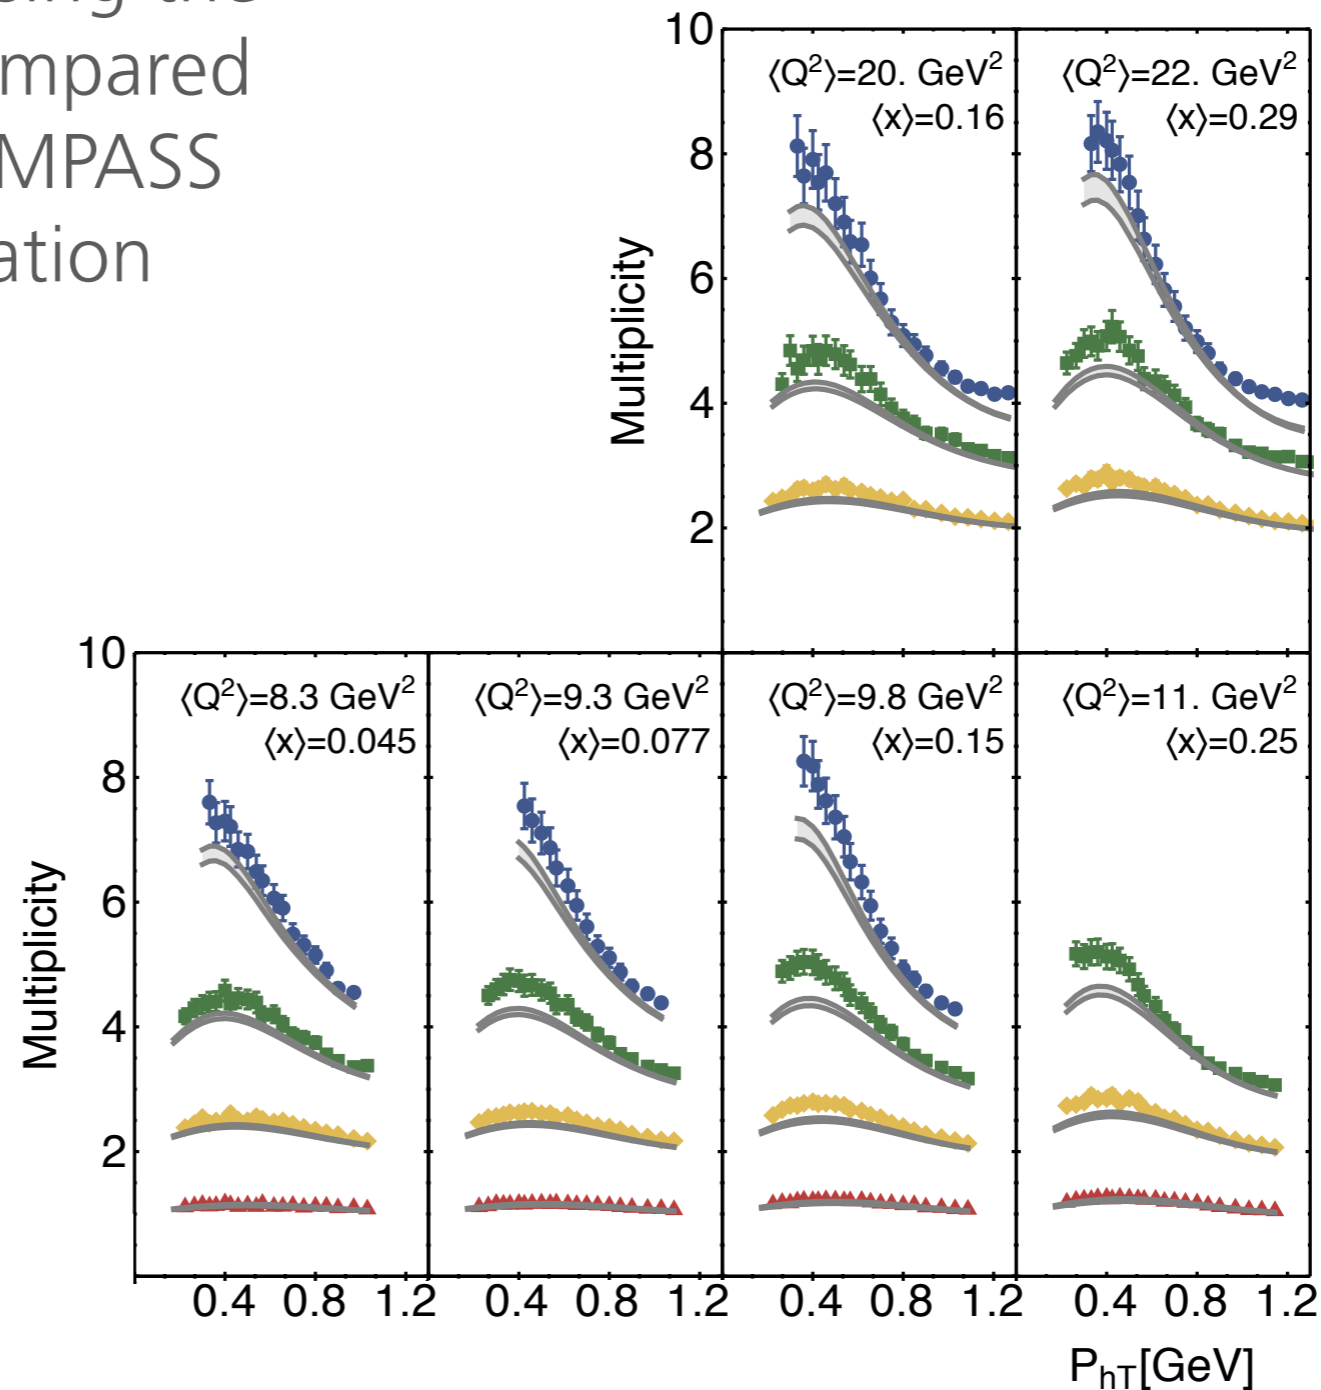 mpared
MPASS
ation
10
8
6
4
2
Multiplicity
⟨Q²⟩=20. GeV²
⟨x⟩=0.16
⟨Q²⟩=22. GeV²
⟨x⟩=0.29
10
8
6
4
2
Multiplicity
⟨Q²⟩=8.3 GeV²
⟨x⟩=0.045
⟨Q²⟩=9.3 GeV²
⟨x⟩=0.077
⟨Q²⟩=9.8 GeV²
⟨x⟩=0.15
⟨Q²⟩=11. GeV²
⟨x⟩=0.25
0.4 0.8 1.2 0.4 0.8 1.2 0.4 0.8 1.2 0.4 0.8 1.2
P_hT[GeV]